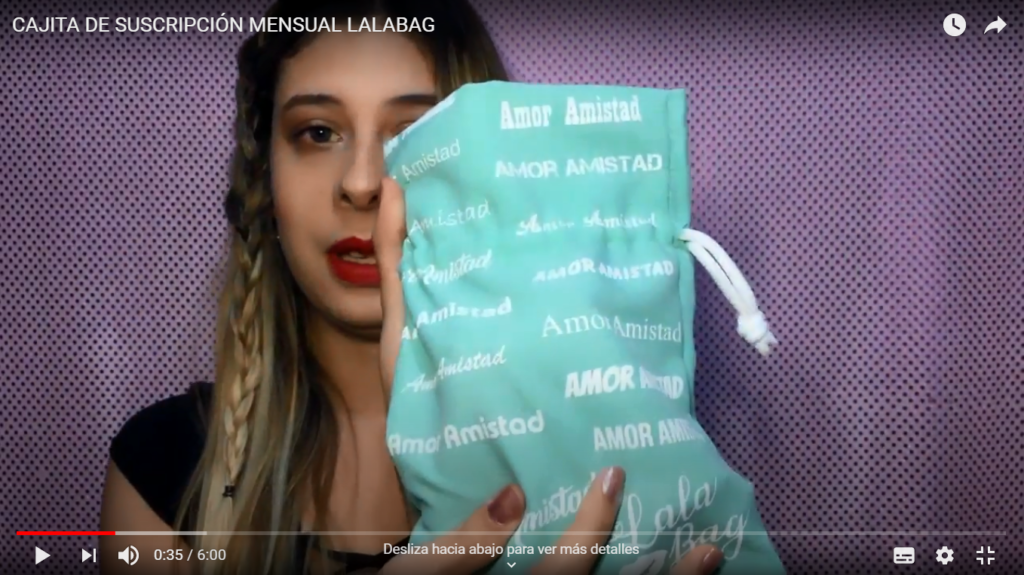 CAJITA DE SUSCRIPCIÓN MENSUAL LALABAG
Amor Amistad
Amistad
AMOR AMISTAD
Amistad
Amor Amistad
Amistad
AMOR AMISTAD
Amistad
Amor Amistad
Amistad
AMOR
Amor Amistad
AMOR
Lala
Bag
0:35 / 6:00
Desliza hacia abajo para ver más detalles